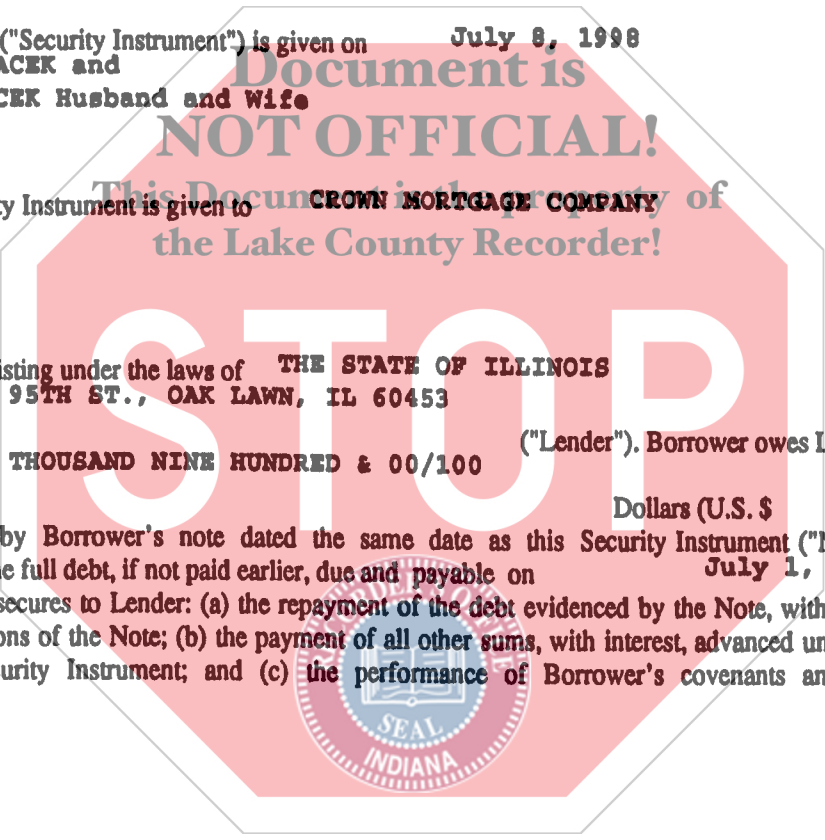 ("Security Instrument") is given on July 8, 1998
ACEK and
CEK Husband and Wife
Document is
NOT OFFICIAL!
This Document is the property of
the Lake County Recorder!
ty Instrument is given to CROWN MORTGAGE COMPANY
STOP
isting under the laws of THE STATE OF ILLINOIS
95TH ST., OAK LAWN, IL 60453
("Lender"). Borrower owes L
THOUSAND NINE HUNDRED & 00/100
Dollars (U.S. $
by Borrower's note dated the same date as this Security Instrument ("N
e full debt, if not paid earlier, due and payable on July 1,
secures to Lender: (a) the repayment of the debt evidenced by the Note, with
ons of the Note; (b) the payment of all other sums, with interest, advanced un
urity Instrument; and (c) the performance of Borrower's covenants an
SEAL
INDIANA